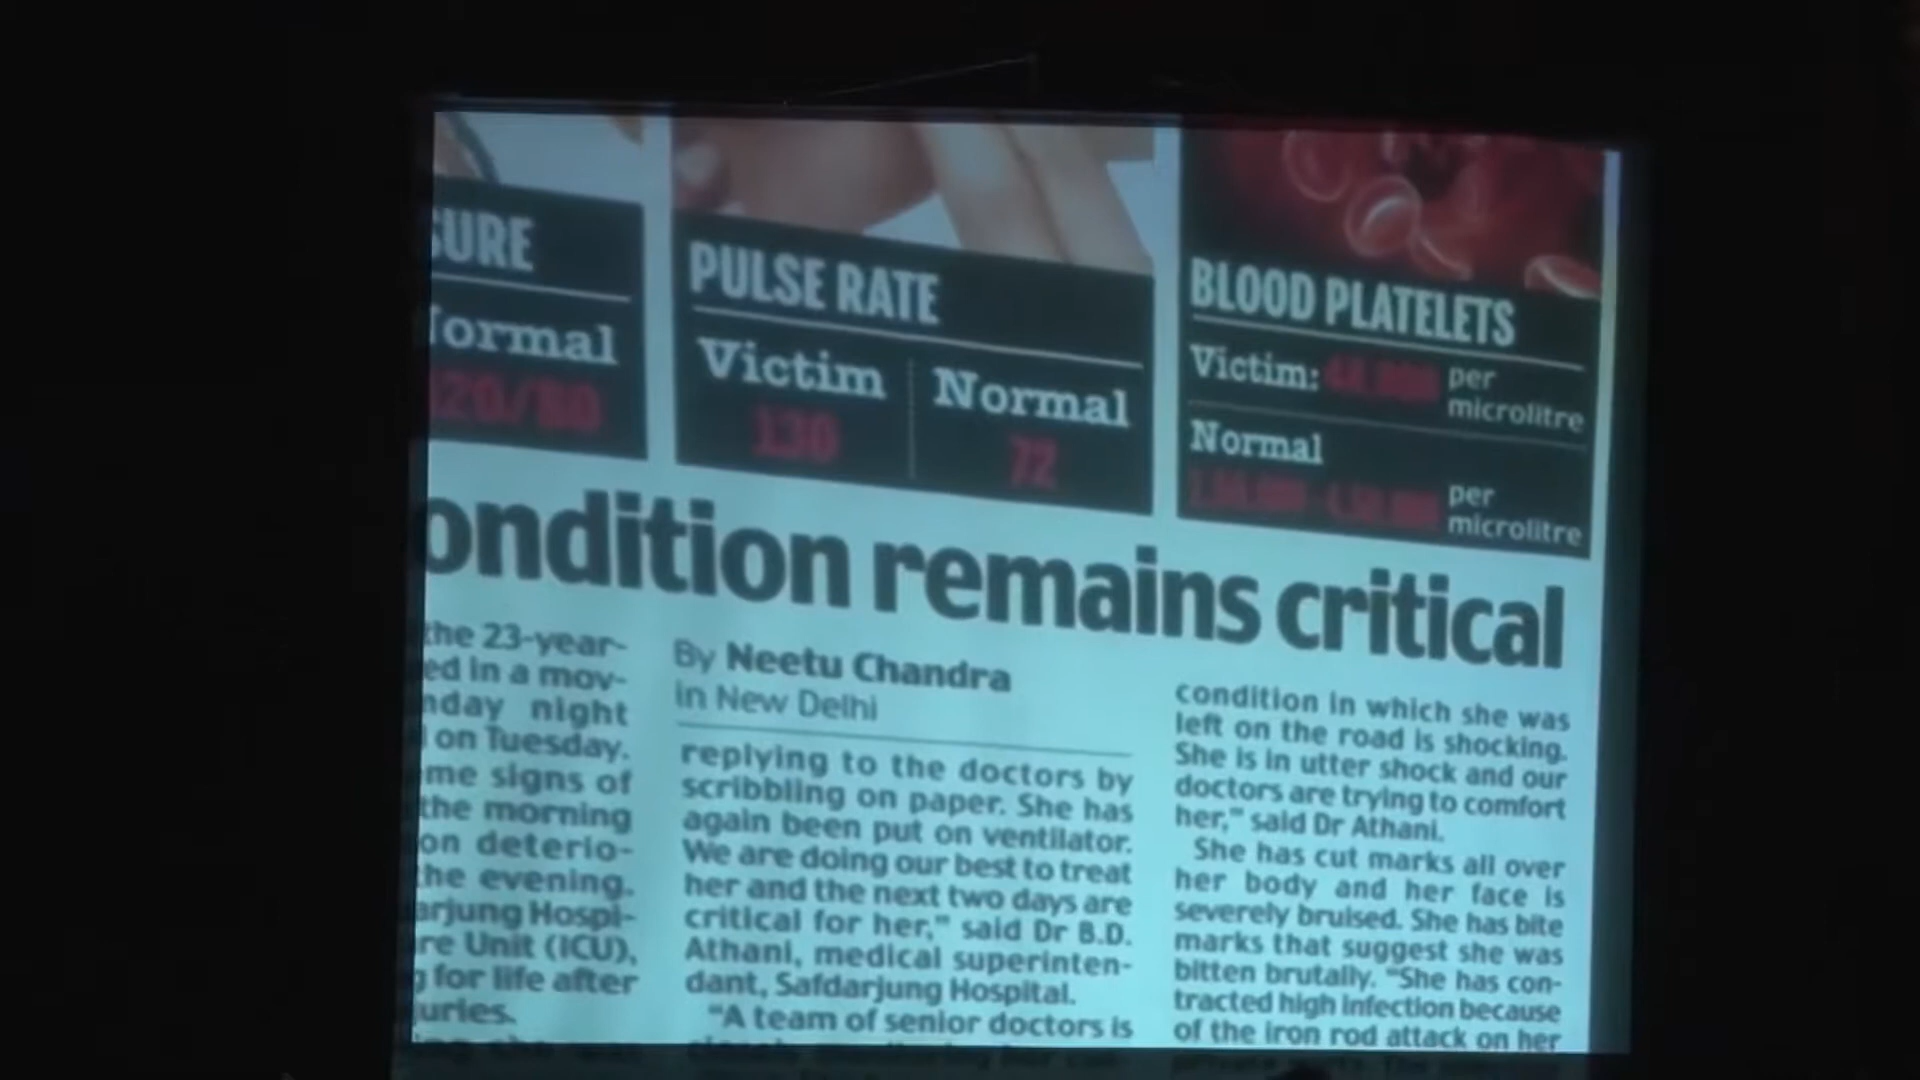 SURE
Normal
120/80
PULSE RATE
Victim
130
Normal
72
BLOOD PLATELETS
Victim: per
microlitre
Normal
per
microlitre
ondition remains critical
the 23-year-
ed in a mov-
nday night
on Tuesday.
me signs of
the morning
on deterio-
the evening.
arjung Hospi-
re Unit (ICU),
g for life after
uries.
By Neetu Chandra
in New Delhi
replying to the doctors by
scribbling on paper. She has
again been put on ventilator.
We are doing our best to treat
her and the next two days are
critical for her," said Dr B.D.
Athani, medical superinten-
dant, Safdarjung Hospital.
"A team of senior doctors is
condition in which she was
left on the road is shocking.
She is in utter shock and our
doctors are trying to comfort
her," said Dr Athani.
She has cut marks all over
her body and her face is
severely bruised. She has bite
marks that suggest she was
bitten brutally. "She has con-
tracted high infection because
of the iron rod attack on her